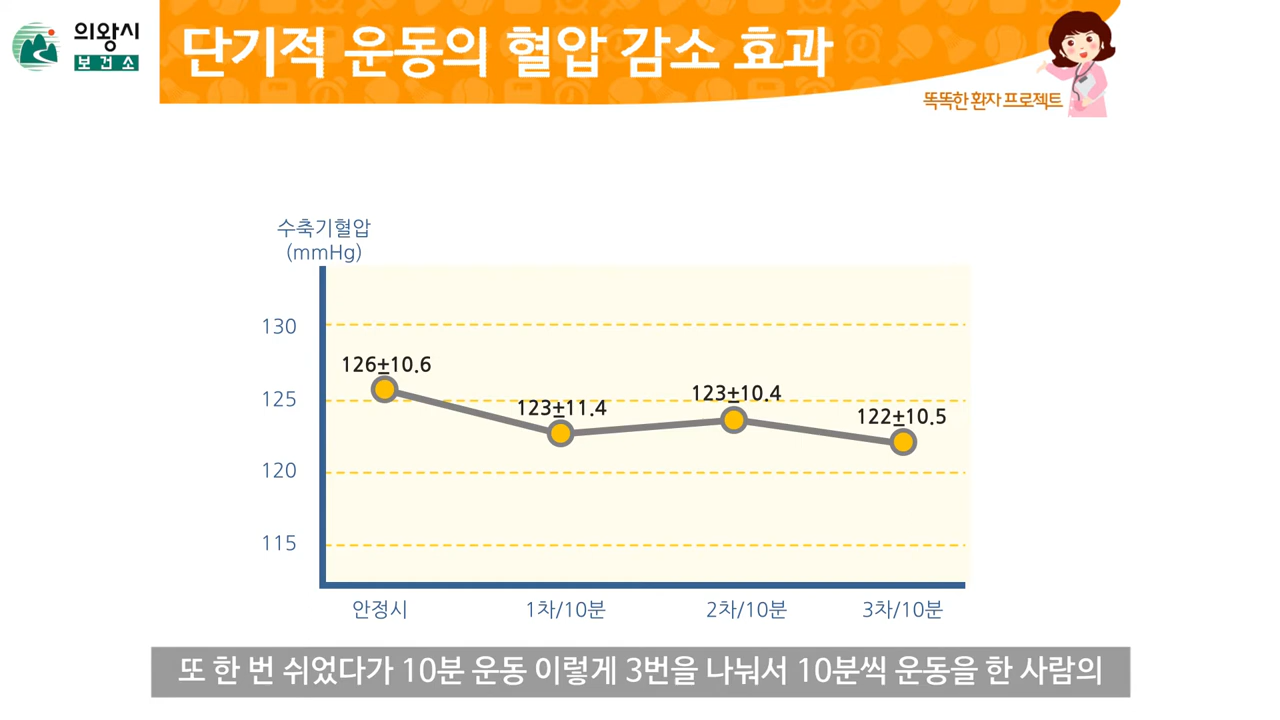 의왕시
보건소
단기적 운동의 혈압 감소 효과
똑똑한 환자 프로젝트
수축기혈압
(mmHg)
130
125
120
115
126±10.6
123±11.4
123±10.4
122±10.5
안정시
1차/10분
2차/10분
3차/10분
또 한 번 쉬었다가 10분 운동 이렇게 3번을 나눠서 10분씩 운동을 한 사람의